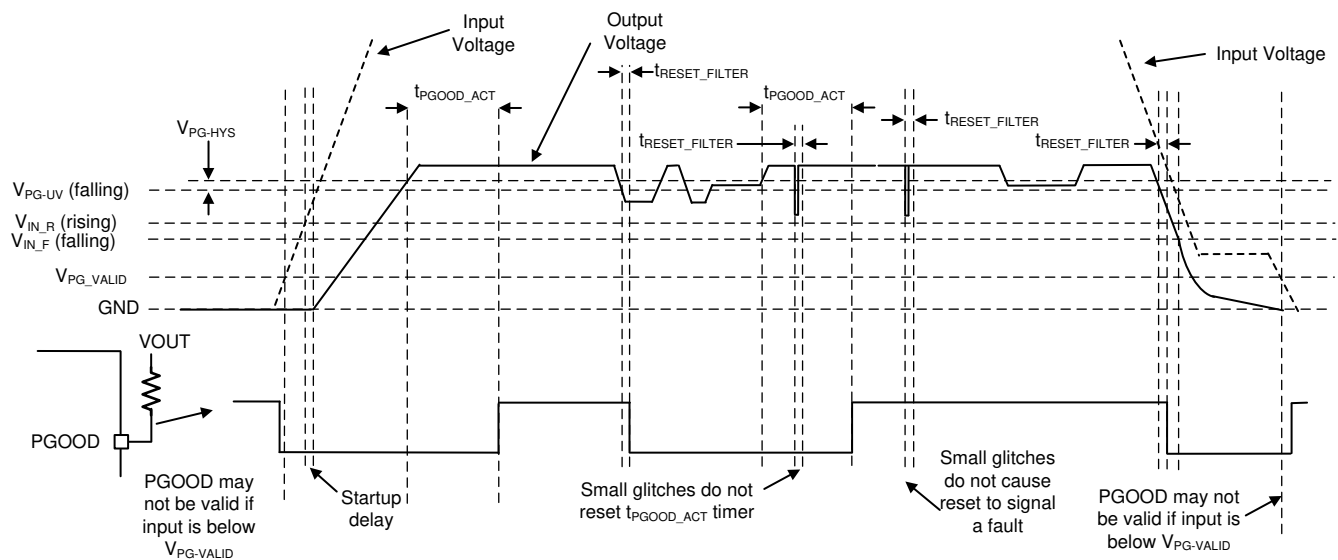 Input
Voltage
Output
Voltage
Input Voltage
tRESET_FILTER
tPGOOD_ACT
tPGOOD_ACT
tRESET_FILTER
tRESET_FILTER
tRESET_FILTER
VPG-HYS
VPG-UV (falling)
VIN_R (rising)
VIN_F (falling)
VPG_VALID
GND
VOUT
PGOOD
PGOOD may
not be valid if
input is below
VPG-VALID
Startup
delay
Small glitches do not
reset tPGOOD_ACT timer
Small glitches
do not cause
reset to signal
a fault
PGOOD may not
be valid if input is
below VPG-VALID